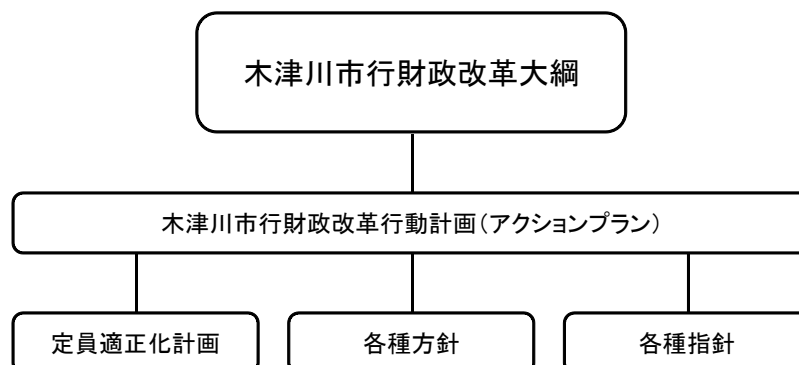 木津川市行財政改革大綱
木津川市行財政改革行動計画(アクションプラン)
定員適正化計画
各種方針
各種指針